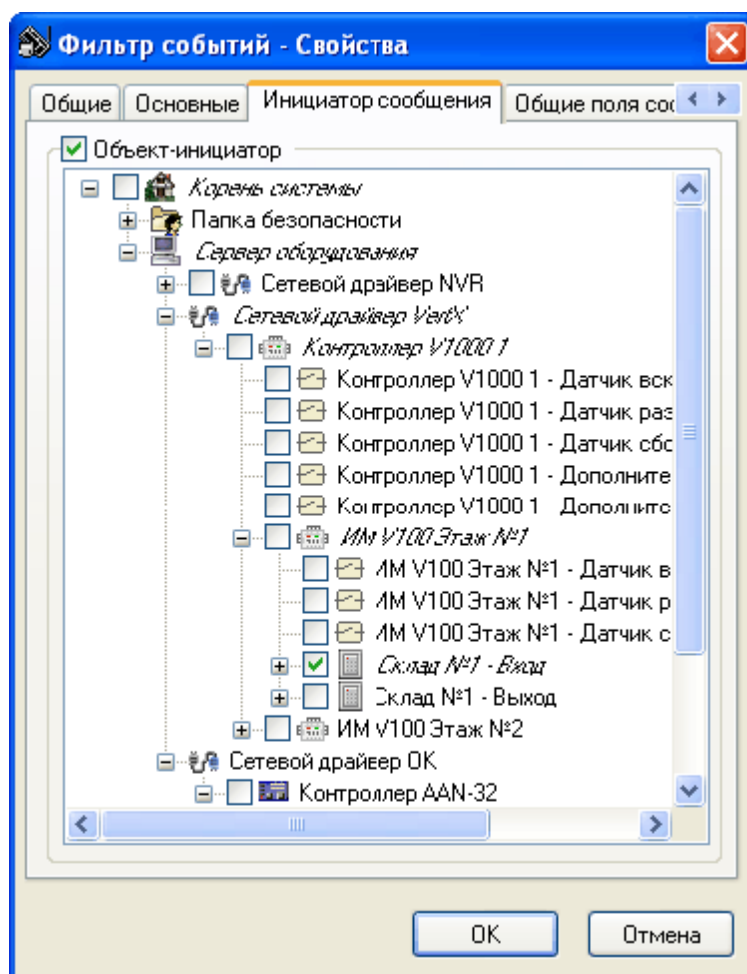 Фильтр событий - Свойства
Общие Основные Инициатор сообщения Общие поля соо
Объект-инициатор
Корень системы
Папка безопасности
Сервер оборудования
Сетевой драйвер NVR
Сетевой драйвер VertX
Контроллер V1000 1
Контроллер V1000 1 - Датчик вск
Контроллер V1000 1 - Датчик раз
Контроллер V1000 1 - Датчик сбо
Контроллер V1000 1 - Дополните
Контроллер V1000 1 Дополните
ИМ V100 Этаж №1
ИМ V100 Этаж №1 - Датчик в
ИМ V100 Этаж №1 - Датчик р
ИМ V100 Этаж №1 - Датчик с
Склад №1 - Вход
Склад №1 - Выход
ИМ V100 Этаж №2
Сетевой драйвер OK
Контроллер AAN-32
OK Отмена